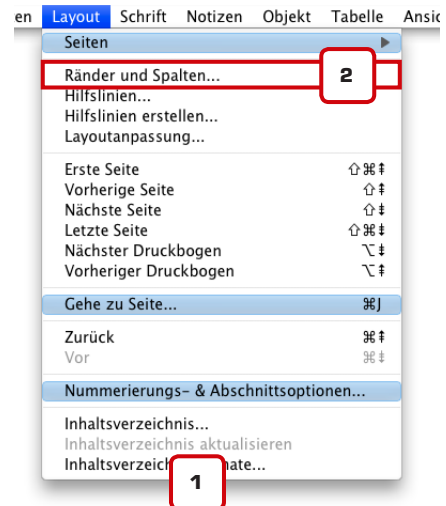 en Layout Schrift Notizen Objekt Tabelle Ansic
Seiten ▶
Ränder und Spalten... 2
Hilfslinien...
Hilfslinien erstellen...
Layoutanpassung...
Erste Seite ⇧⌘⇞
Vorherige Seite ⇧⇞
Nächste Seite ⇧⇟
Letzte Seite ⇧⌘⇟
Nächster Druckbogen ⌥⇟
Vorheriger Druckbogen ⌥⇞
Gehe zu Seite... ⌘J
Zurück ⌘⇞
Vor ⌘⇟
Nummerierungs- & Abschnittsoptionen...
Inhaltsverzeichnis...
Inhaltsverzeichnis aktualisieren
Inhaltsverzeich mate...
1